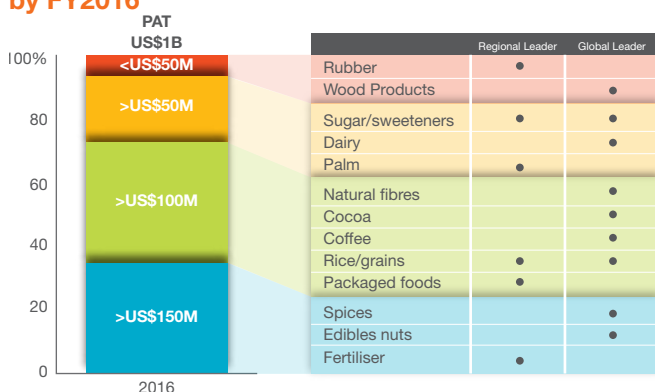 by FY2016
PAT
US$1B
100%
80
60
40
20
0
<US$50M
>US$50M
>US$100M
>US$150M
2016
Regional Leader Global Leader
Rubber
Wood Products
Sugar/sweeteners
Dairy
Palm
Natural fibres
Cocoa
Coffee
Rice/grains
Packaged foods
Spices
Edibles nuts
Fertiliser